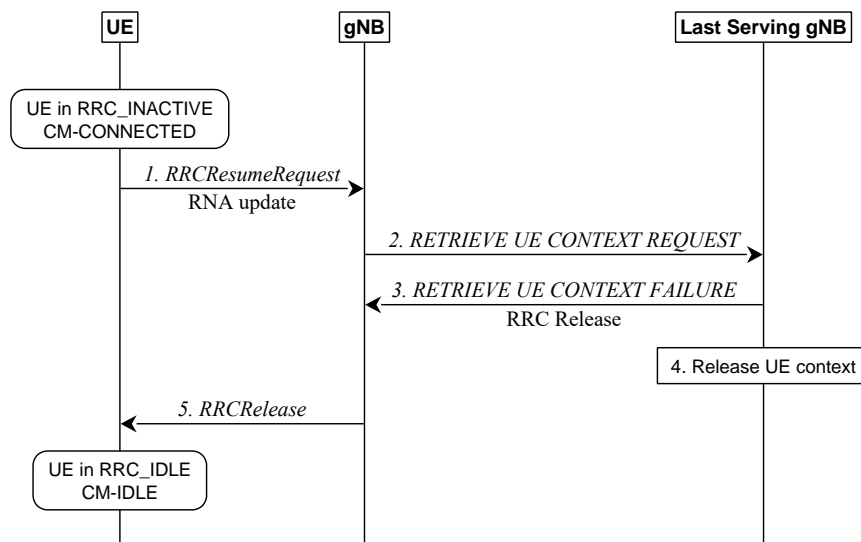 UE
gNB
Last Serving gNB
UE in RRC_INACTIVE
CM-CONNECTED
1. RRCResumeRequest
RNA update
2. RETRIEVE UE CONTEXT REQUEST
3. RETRIEVE UE CONTEXT FAILURE
RRC Release
4. Release UE context
5. RRCRelease
UE in RRC_IDLE
CM-IDLE